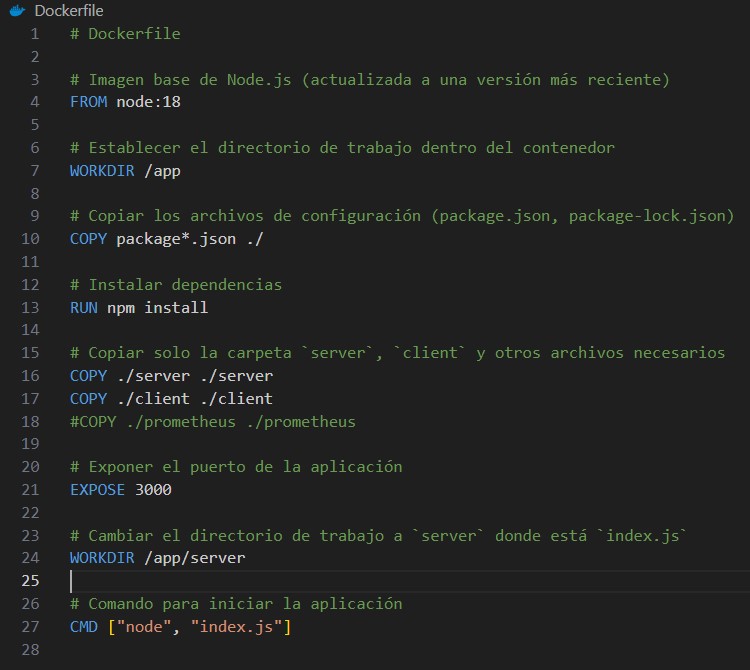 Dockerfile
1 # Dockerfile
2
3 # Imagen base de Node.js (actualizada a una versión más reciente)
4 FROM node:18
5
6 # Establecer el directorio de trabajo dentro del contenedor
7 WORKDIR /app
8
9 # Copiar los archivos de configuración (package.json, package-lock.json)
10 COPY package*.json ./
11
12 # Instalar dependencias
13 RUN npm install
14
15 # Copiar solo la carpeta `server`, `client` y otros archivos necesarios
16 COPY ./server ./server
17 COPY ./client ./client
18 #COPY ./prometheus ./prometheus
19
20 # Exponer el puerto de la aplicación
21 EXPOSE 3000
22
23 # Cambiar el directorio de trabajo a `server` donde está `index.js`
24 WORKDIR /app/server
25
26 # Comando para iniciar la aplicación
27 CMD ["node", "index.js"]
28